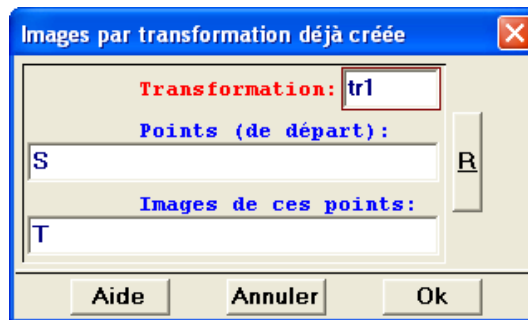 Images par transformation déjà créée
Transformation: tr1
Points (de départ):
S
R
Images de ces points:
T
Aide Annuler Ok